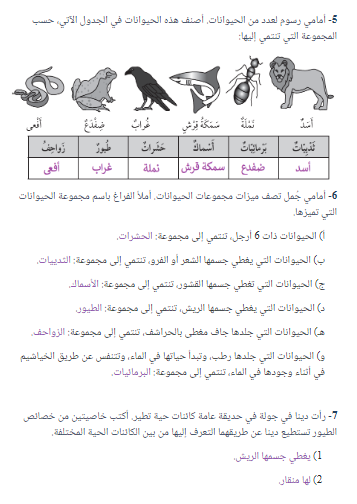 5- أمامي رسوم لعدد من الحيوانات. أصنف هذه الحيوانات في الجدول الآتي، حسب
المجموعة التي تنتمي إليها:
أَسَدٌ نَمْلَةٌ سَمَكَةُ قِرْشٍ غُرابٌ ضِفْدَعٌ أَفْعى
ثَدْيِيّاتٌ بَرْمائِيّاتٌ أَسْماكٌ حَشَراتٌ طُيورٌ زَواحِفُ
أسد ضفدع سمكة قرش نملة غراب أفعى
6- أمامي جُمل تصف ميزات مجموعات الحيوانات. أملأ الفراغ باسم مجموعة الحيوانات
التي تميزها.
أ) الحيوانات ذات 6 أرجل، تنتمي إلى مجموعة: الحشرات.
ب) الحيوانات التي يغطي جسمها الشعر أو الفرو، تنتمي إلى مجموعة: الثدييات.
ج) الحيوانات التي تغطي جسمها القشور، تنتمي إلى مجموعة: الأسماك.
د) الحيوانات التي يغطي جسمها الريش، تنتمي إلى مجموعة: الطيور.
هـ) الحيوانات التي جلدها جاف مغطى بالحراشف، تنتمي إلى مجموعة: الزواحف.
و) الحيوانات التي جلدها رطب، وتبدأ حياتها في الماء، وتتنفس عن طريق الخياشيم
في أثناء وجودها في الماء، تنتمي إلى مجموعة: البرمائيات.
7- رأت دينا في جولة في حديقة عامة كائنات حية تطير. أكتب خاصيتين من خصائص
الطيور تستطيع دينا عن طريقهما التعرف إليها من بين الكائنات الحية المختلفة.
1) يغطي جسمها الريش.
2) لها منقار.